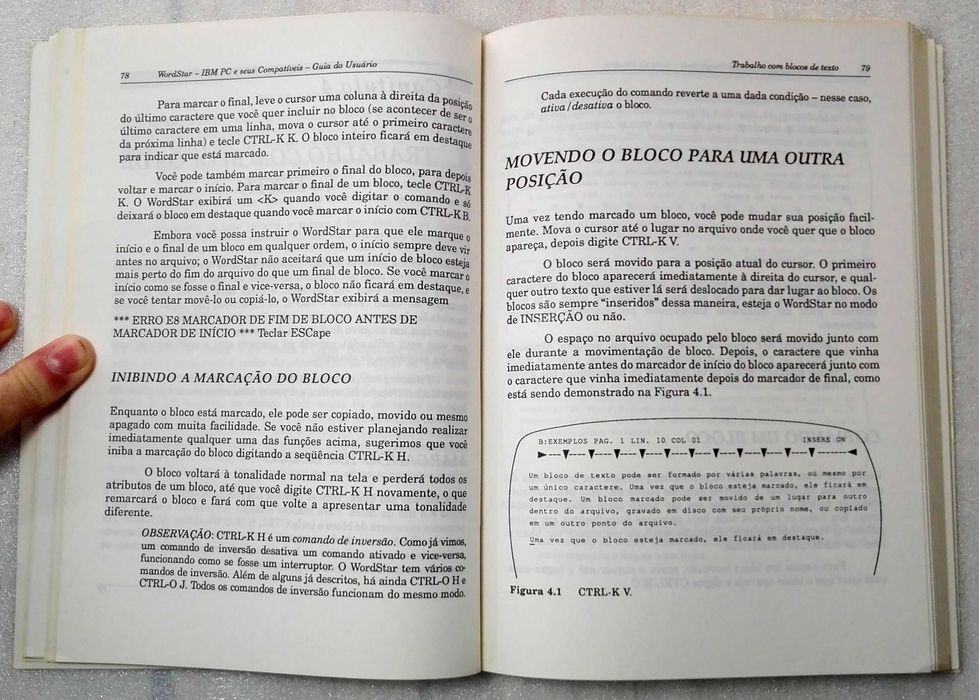 78 WordStar – IBM PC e seus Compatíveis – Guia do Usuário
Para marcar o final, leve o cursor uma coluna à direita da posição
do último caractere que você quer incluir no bloco (se acontecer de ser o
último caractere em uma linha, mova o cursor até o primeiro caractere
da próxima linha) e tecle CTRL-K K. O bloco inteiro ficará em destaque
para indicar que está marcado.
Você pode também marcar primeiro o final do bloco, para depois
voltar e marcar o início. Para marcar o final de um bloco, tecle CTRL-K
K. O WordStar exibirá um <K> quando você digitar o comando e só
deixará o bloco em destaque quando você marcar o início com CTRL-K B.
Embora você possa instruir o WordStar para que ele marque o
início e o final de um bloco em qualquer ordem, o início sempre deve vir
antes no arquivo; o WordStar não aceitará que um início de bloco esteja
mais perto do fim do arquivo do que um final de bloco. Se você marcar o
início como se fosse o final e vice-versa, o bloco não ficará em destaque, e
se você tentar movê-lo ou copiá-lo, o WordStar exibirá a mensagem
*** ERRO E8 MARCADOR DE FIM DE BLOCO ANTES DE
MARCADOR DE INÍCIO *** Teclar ESCape
INIBINDO A MARCAÇÃO DO BLOCO
Enquanto o bloco está marcado, ele pode ser copiado, movido ou mesmo
apagado com muita facilidade. Se você não estiver planejando realizar
imediatamente qualquer uma das funções acima, sugerimos que você
iniba a marcação do bloco digitando a seqüência CTRL-K H.
O bloco voltará à tonalidade normal na tela e perderá todos os
atributos de um bloco, até que você digite CTRL-K H novamente, o que
remarcará o bloco e fará com que volte a apresentar uma tonalidade
diferente.
OBSERVAÇÃO: CTRL-K H é um comando de inversão. Como já vimos,
um comando de inversão desativa um comando ativado e vice-versa,
funcionando como se fosse um interruptor. O WordStar tem vários co-
mandos de inversão. Além de alguns já descritos, há ainda CTRL-O H e
CTRL-O J. Todos os comandos de inversão funcionam do mesmo modo.
Trabalho com blocos de texto 79
Cada execução do comando reverte a uma dada condição – nesse caso,
ativa / desativa o bloco.
MOVENDO O BLOCO PARA UMA OUTRA
POSIÇÃO
Uma vez tendo marcado um bloco, você pode mudar sua posição facil-
mente. Mova o cursor até o lugar no arquivo onde você quer que o bloco
apareça, depois digite CTRL-K V.
O bloco será movido para a posição atual do cursor. O primeiro
caractere do bloco aparecerá imediatamente à direita do cursor, e qual-
quer outro texto que estiver lá será deslocado para dar lugar ao bloco. Os
blocos são sempre “inseridos” dessa maneira, esteja o WordStar no modo
de INSERÇÃO ou não.
O espaço no arquivo ocupado pelo bloco será movido junto com
ele durante a movimentação de bloco. Depois, o caractere que vinha
imediatamente antes do marcador de início do bloco aparecerá junto com
o caractere que vinha imediatamente depois do marcador de final, como
está sendo demonstrado na Figura 4.1.
B:EXEMPLOS PAG. 1 LIN. 10 COL 01 INSERE ON
Um bloco de texto pode ser formado por várias palavras, ou mesmo por
um único caractere. Uma vez que o bloco esteja marcado, ele ficará em
destaque. Um bloco marcado pode ser movido de um lugar para outro
dentro do arquivo, gravado em disco com seu próprio nome, ou copiado
em um outro ponto do arquivo.
Uma vez que o bloco esteja marcado, ele ficará em destaque.
Figura 4.1 CTRL-K V.